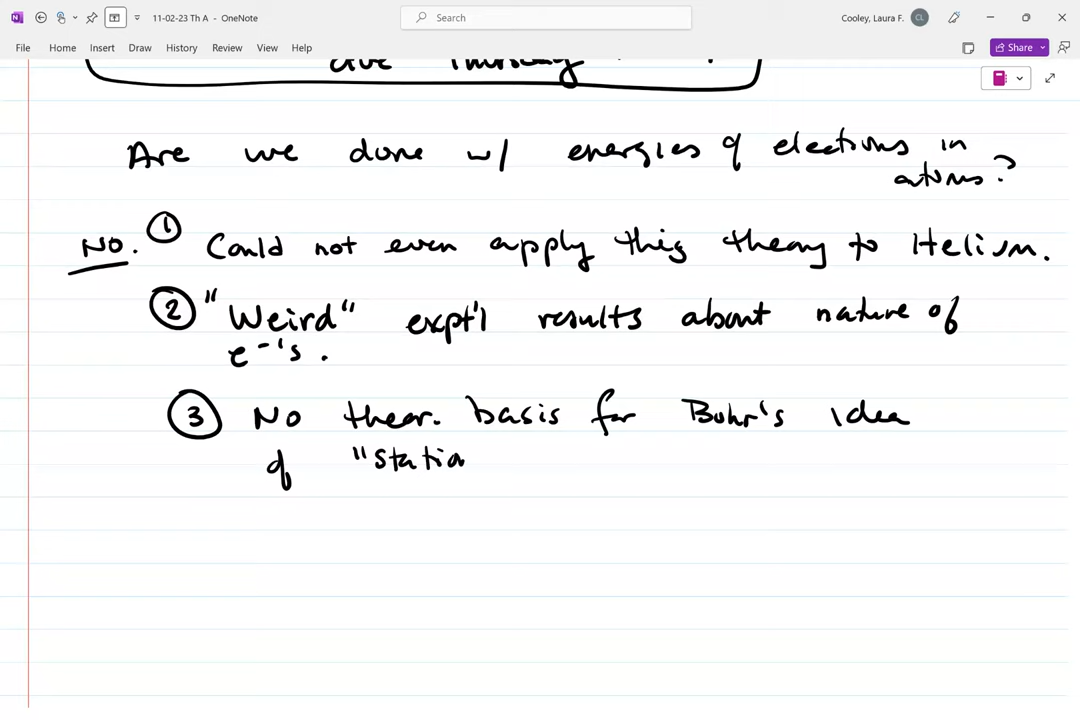 11-02-23 Th A - OneNote
Search
Cooley, Laura F.
CL
File Home Insert Draw History Review View Help
Share
Are we done w/ energies of electrons in
atoms?
NO. ① Could not even apply this theory to Helium.
② "Weird" expt'l results about nature of
e⁻'s.
③ No theor. basis for Bohr's idea
of "Statio